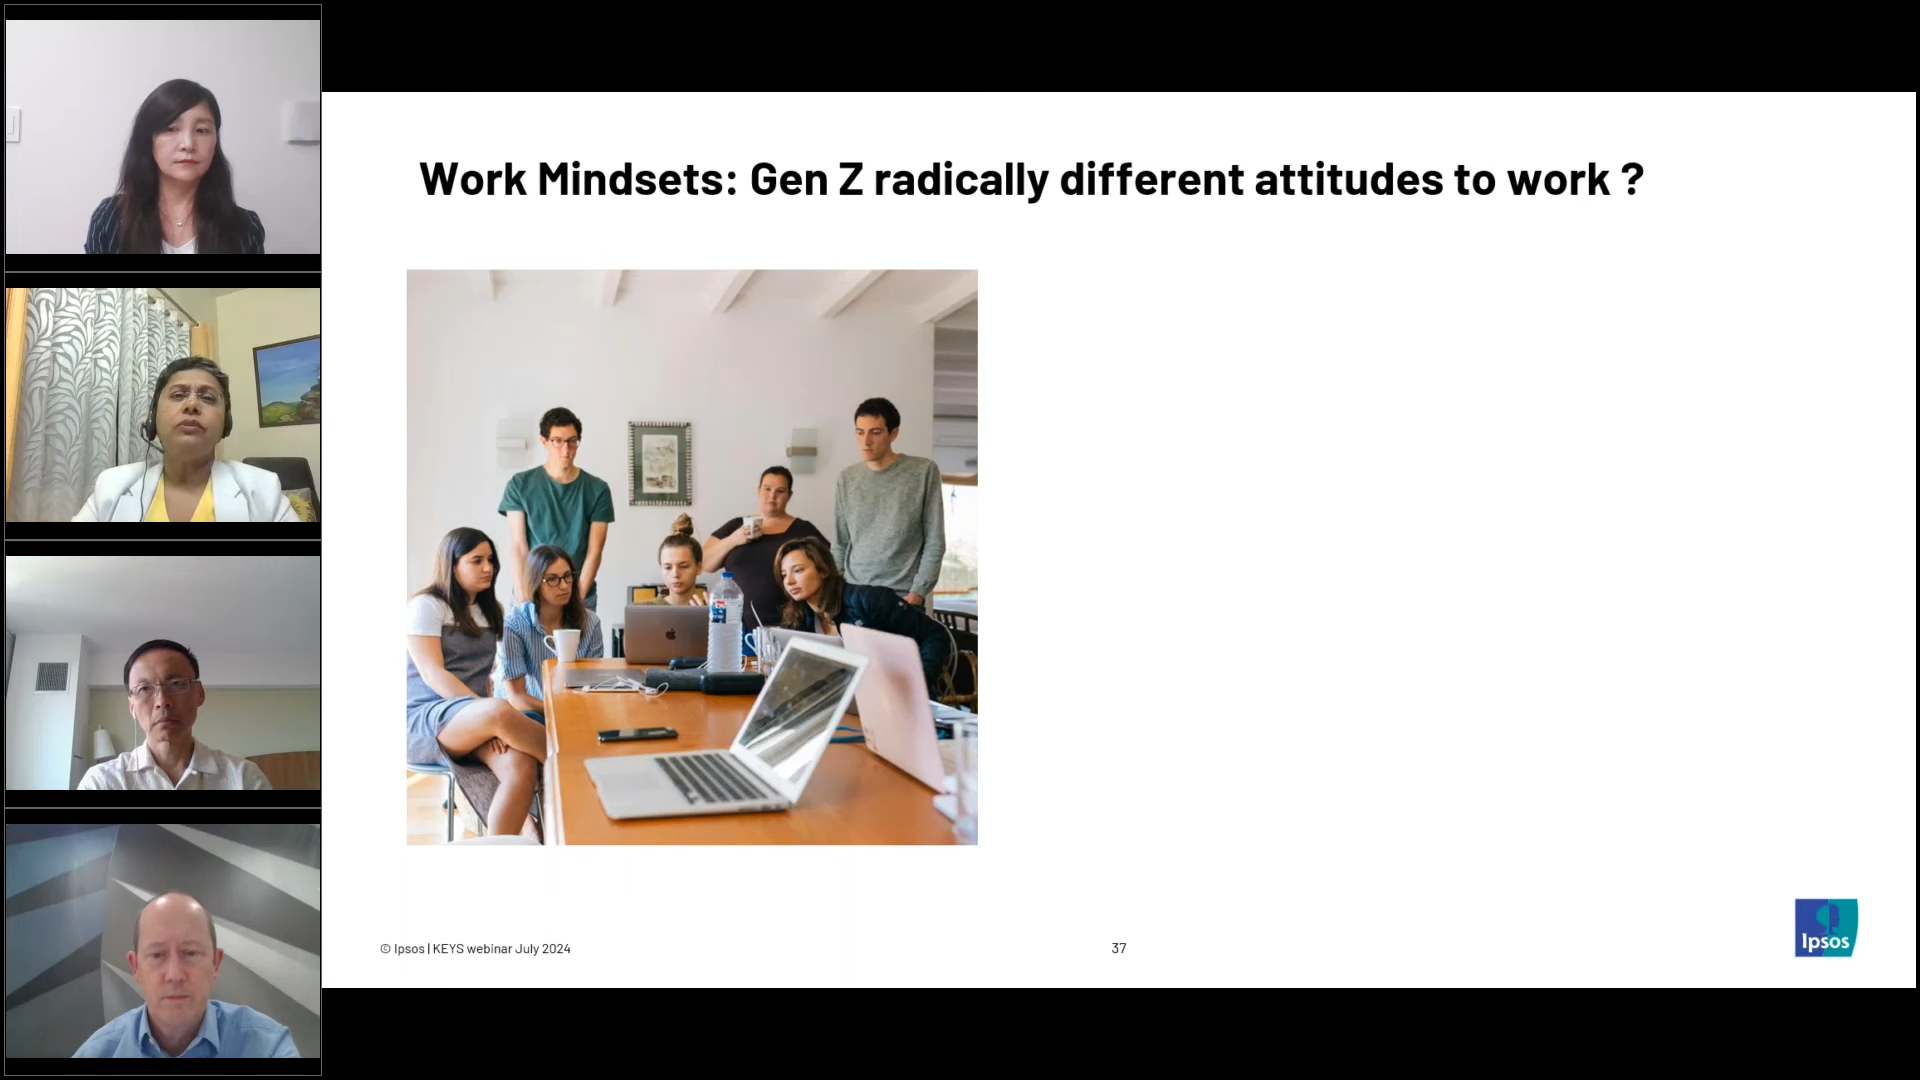 Work Mindsets: Gen Z radically different attitudes to work ?
© Ipsos | KEYS webinar July 2024
37
Ipsos